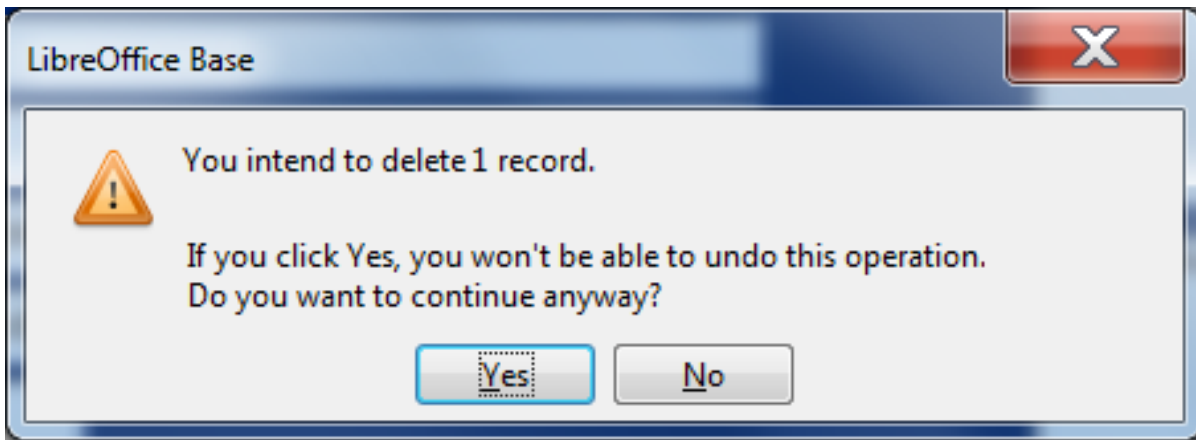 LibreOffice Base
You intend to delete 1 record.
If you click Yes, you won't be able to undo this operation.
Do you want to continue anyway?
Yes
No